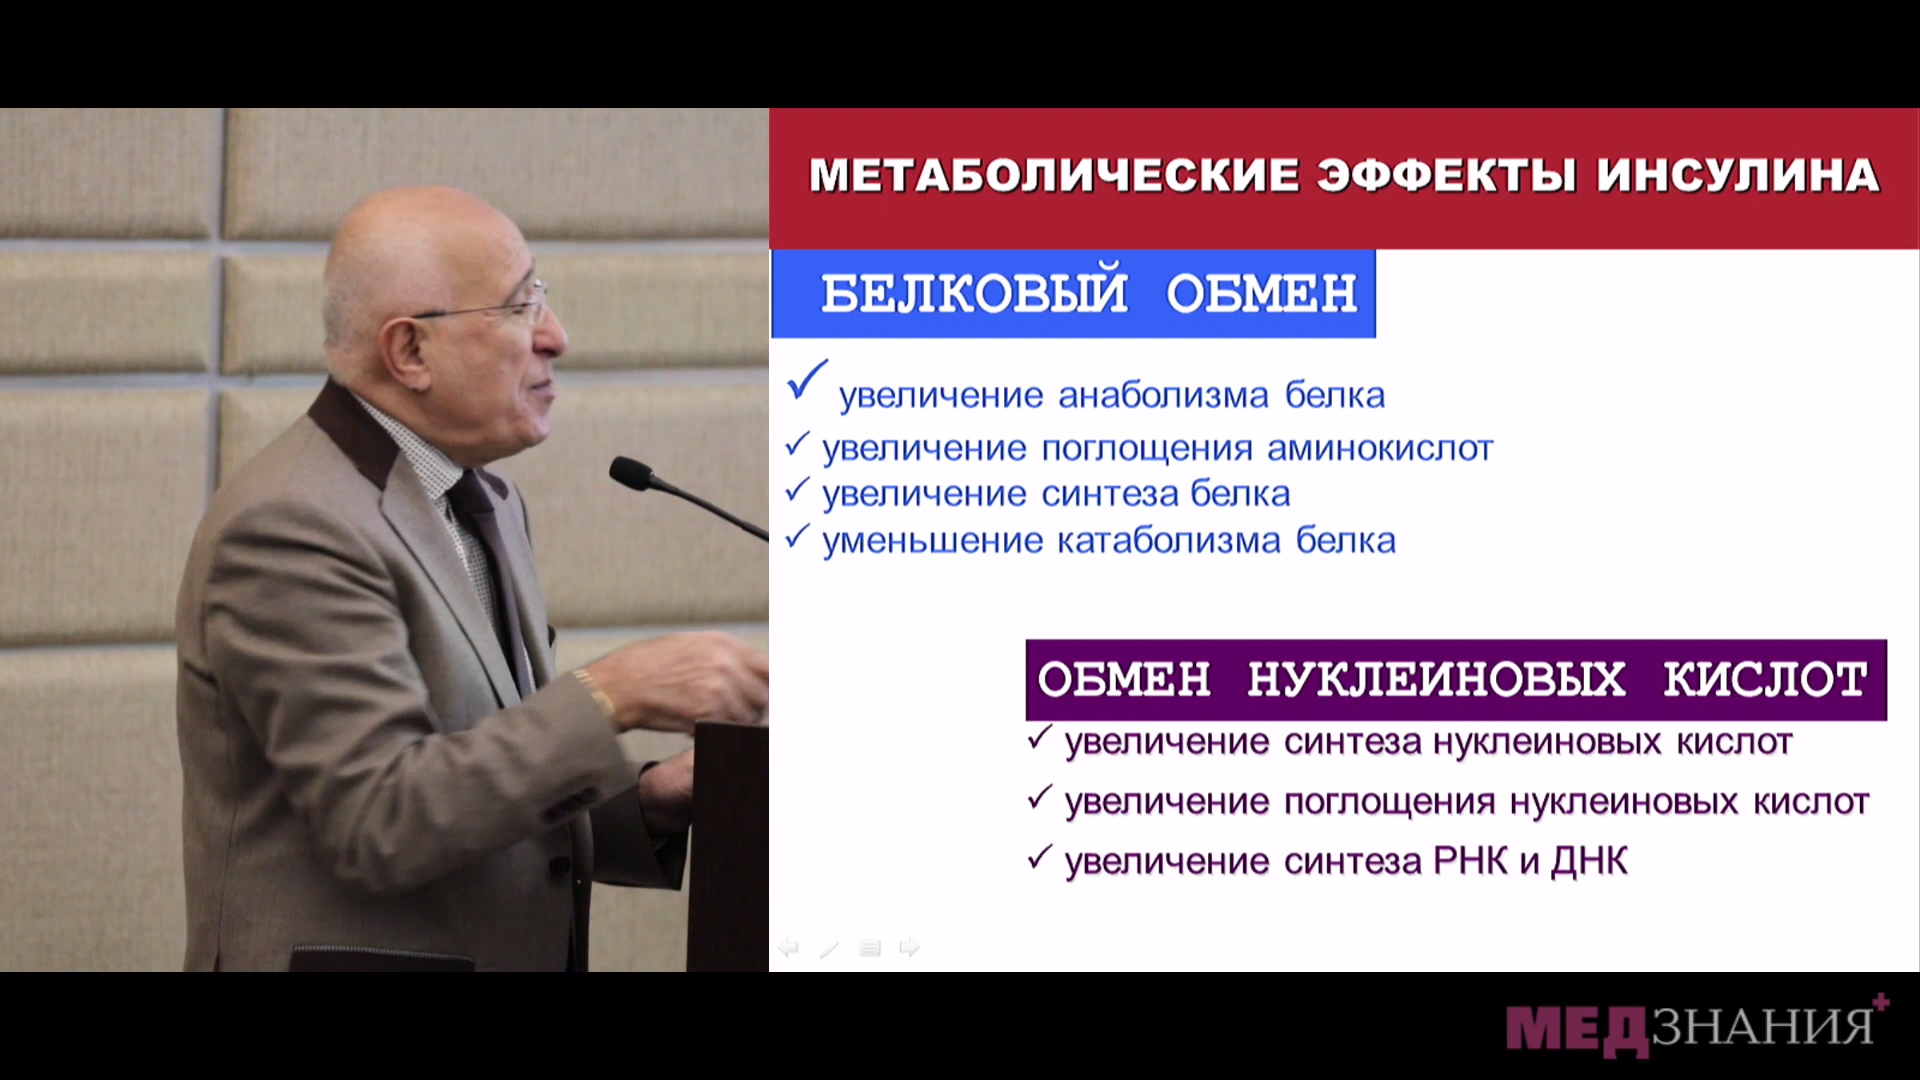 МЕТАБОЛИЧЕСКИЕ ЭФФЕКТЫ ИНСУЛИНА
БЕЛКОВЫЙ ОБМЕН
✓ увеличение анаболизма белка
✓ увеличение поглощения аминокислот
✓ увеличение синтеза белка
✓ уменьшение катаболизма белка
ОБМЕН НУКЛЕИНОВЫХ КИСЛОТ
✓ увеличение синтеза нуклеиновых кислот
✓ увеличение поглощения нуклеиновых кислот
✓ увеличение синтеза РНК и ДНК
МЕДЗНАНИЯ+